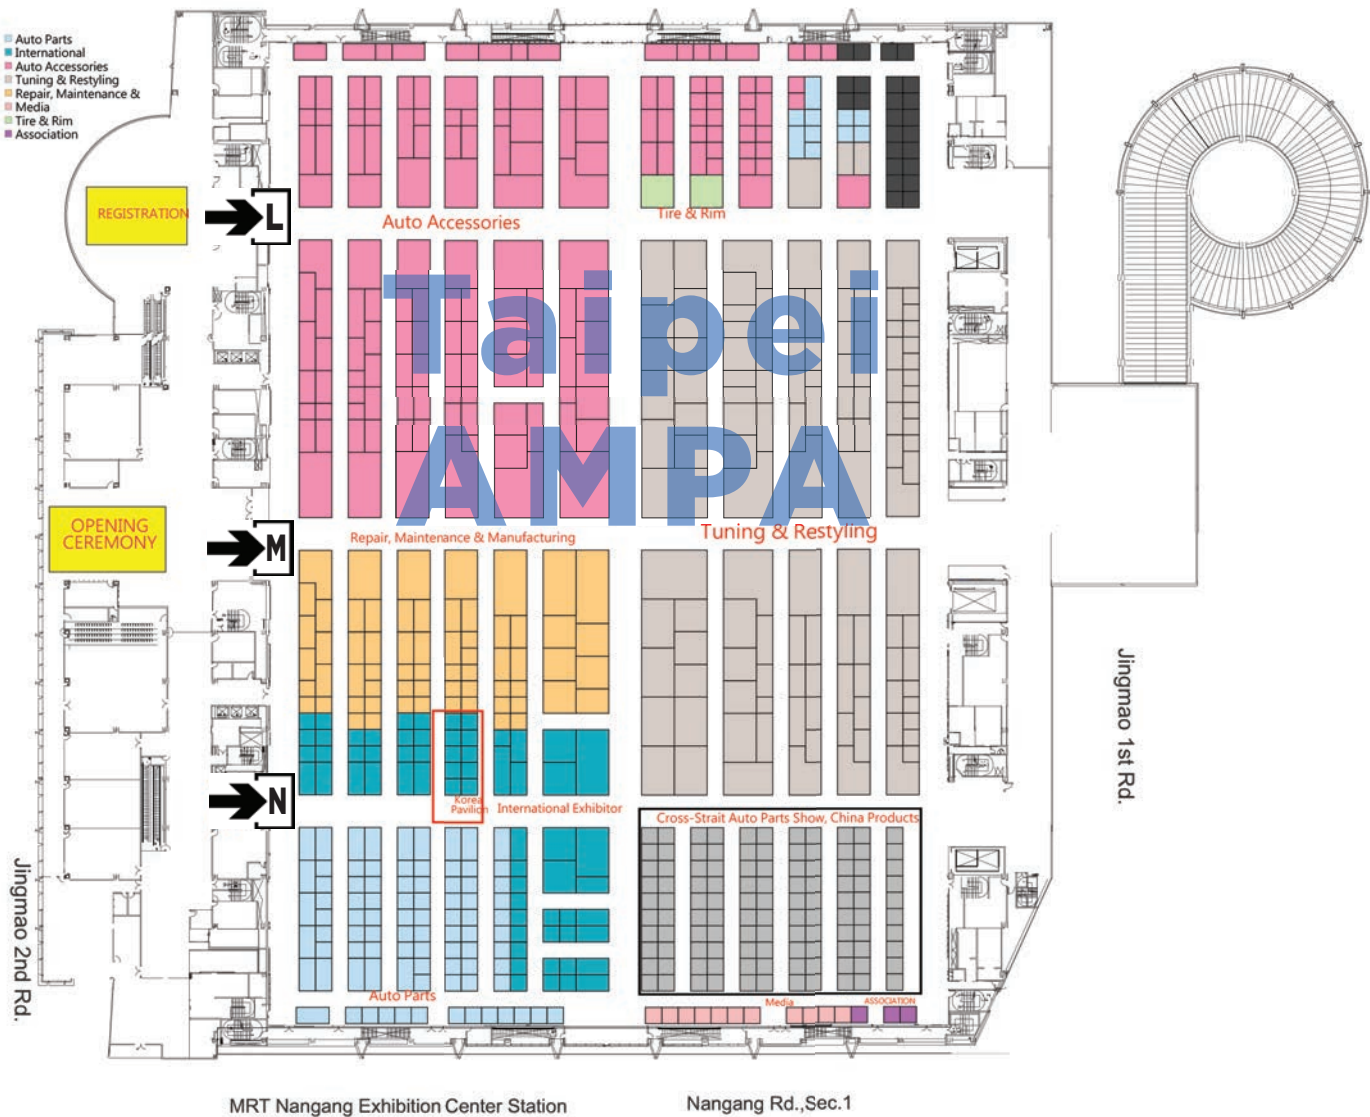 Auto Parts
International
Auto Accessories
Tuning & Restyling
Repair, Maintenance &
Media
Tire & Rim
Association
REGISTRATION
L
Auto Accessories
Tire & Rim
Taipei
AMPA
OPENING
CEREMONY
M
Repair, Maintenance & Manufacturing
Tuning & Restyling
N
Korea
Pavilion
International Exhibitor
Cross-Strait Auto Parts Show, China Products
Jingmao 1st Rd.
Jingmao 2nd Rd.
Auto Parts
Media
ASSOCIATION
MRT Nangang Exhibition Center Station
Nangang Rd.,Sec.1